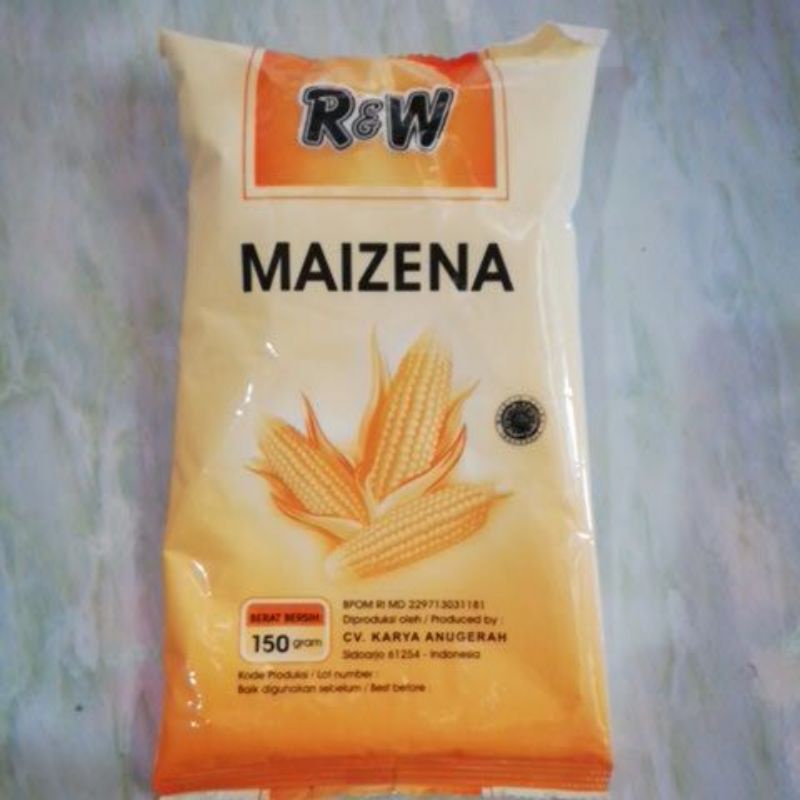 R&W
MAIZENA
BERAT BERSIH
150 gram
BPOM RI MD 229713031181
Diproduksi oleh / Produced by :
CV. KARYA ANUGERAH
Sidoarjo 61254 - Indonesia
Kode Produksi / Lot number :
Baik digunakan sebelum / Best before :